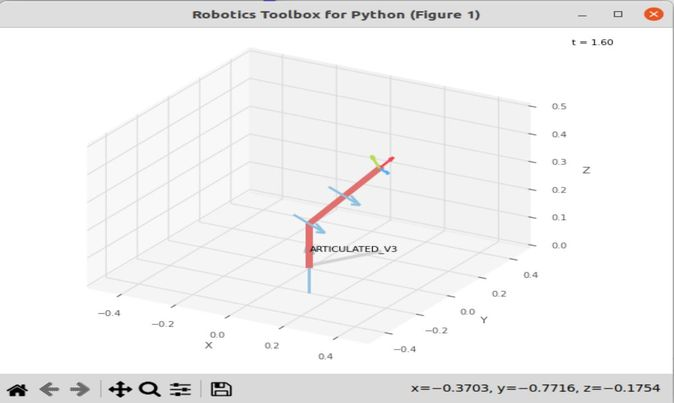 Robotics Toolbox for Python (Figure 1)
t = 1.60
0.5
0.4
0.3
Z
0.2
0.1
0.0
ARTICULATED_V3
−0.4
−0.2
0.0
0.2
0.4
X
−0.4
−0.2
0.0
0.2
0.4
Y
x=−0.3703, y=−0.7716, z=−0.1754